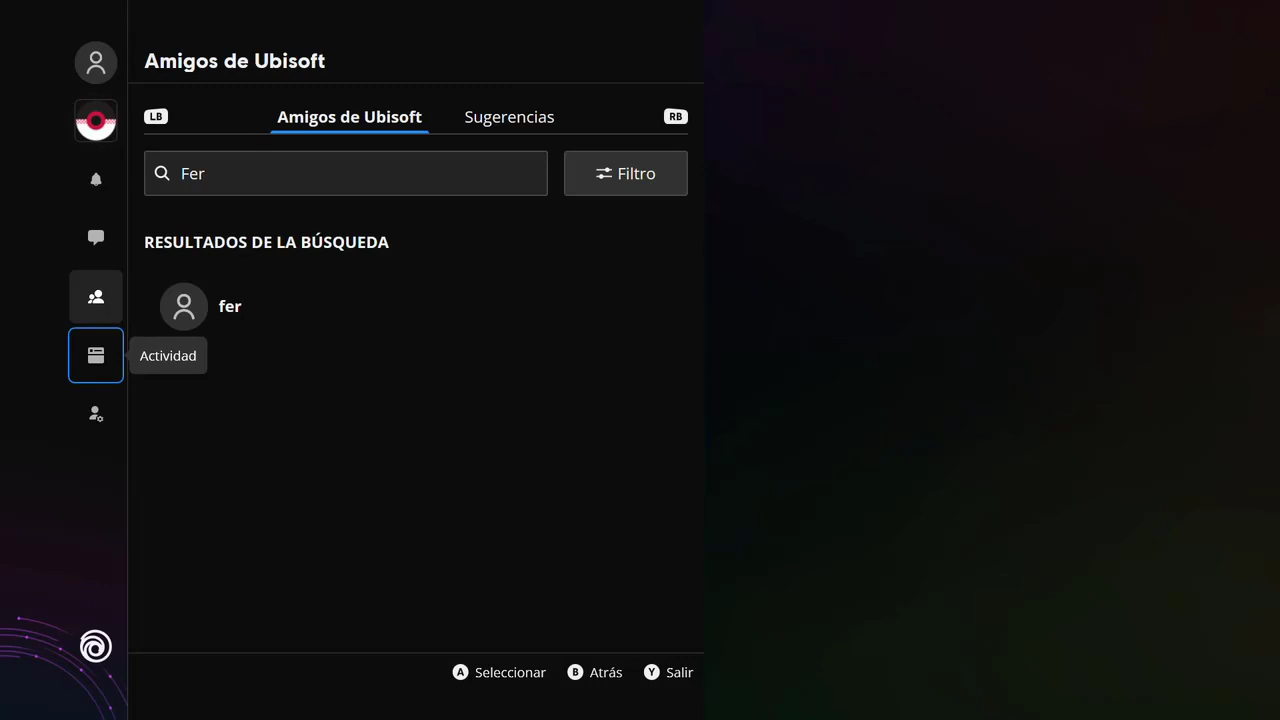 Amigos de Ubisoft
LB Amigos de Ubisoft Sugerencias RB
Fer Filtro
RESULTADOS DE LA BÚSQUEDA
fer
Actividad
A Seleccionar B Atrás Y Salir